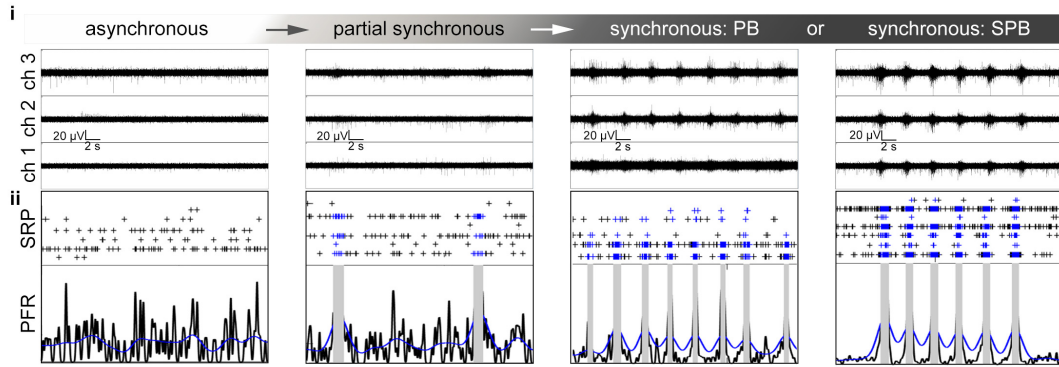 i
asynchronous partial synchronous synchronous: PB or synchronous: SPB
ch 3
ch 2
20 µV 20 µV 20 µV 20 µV
2 s 2 s 2 s 2 s
ch 1
ii
SRP
PFR